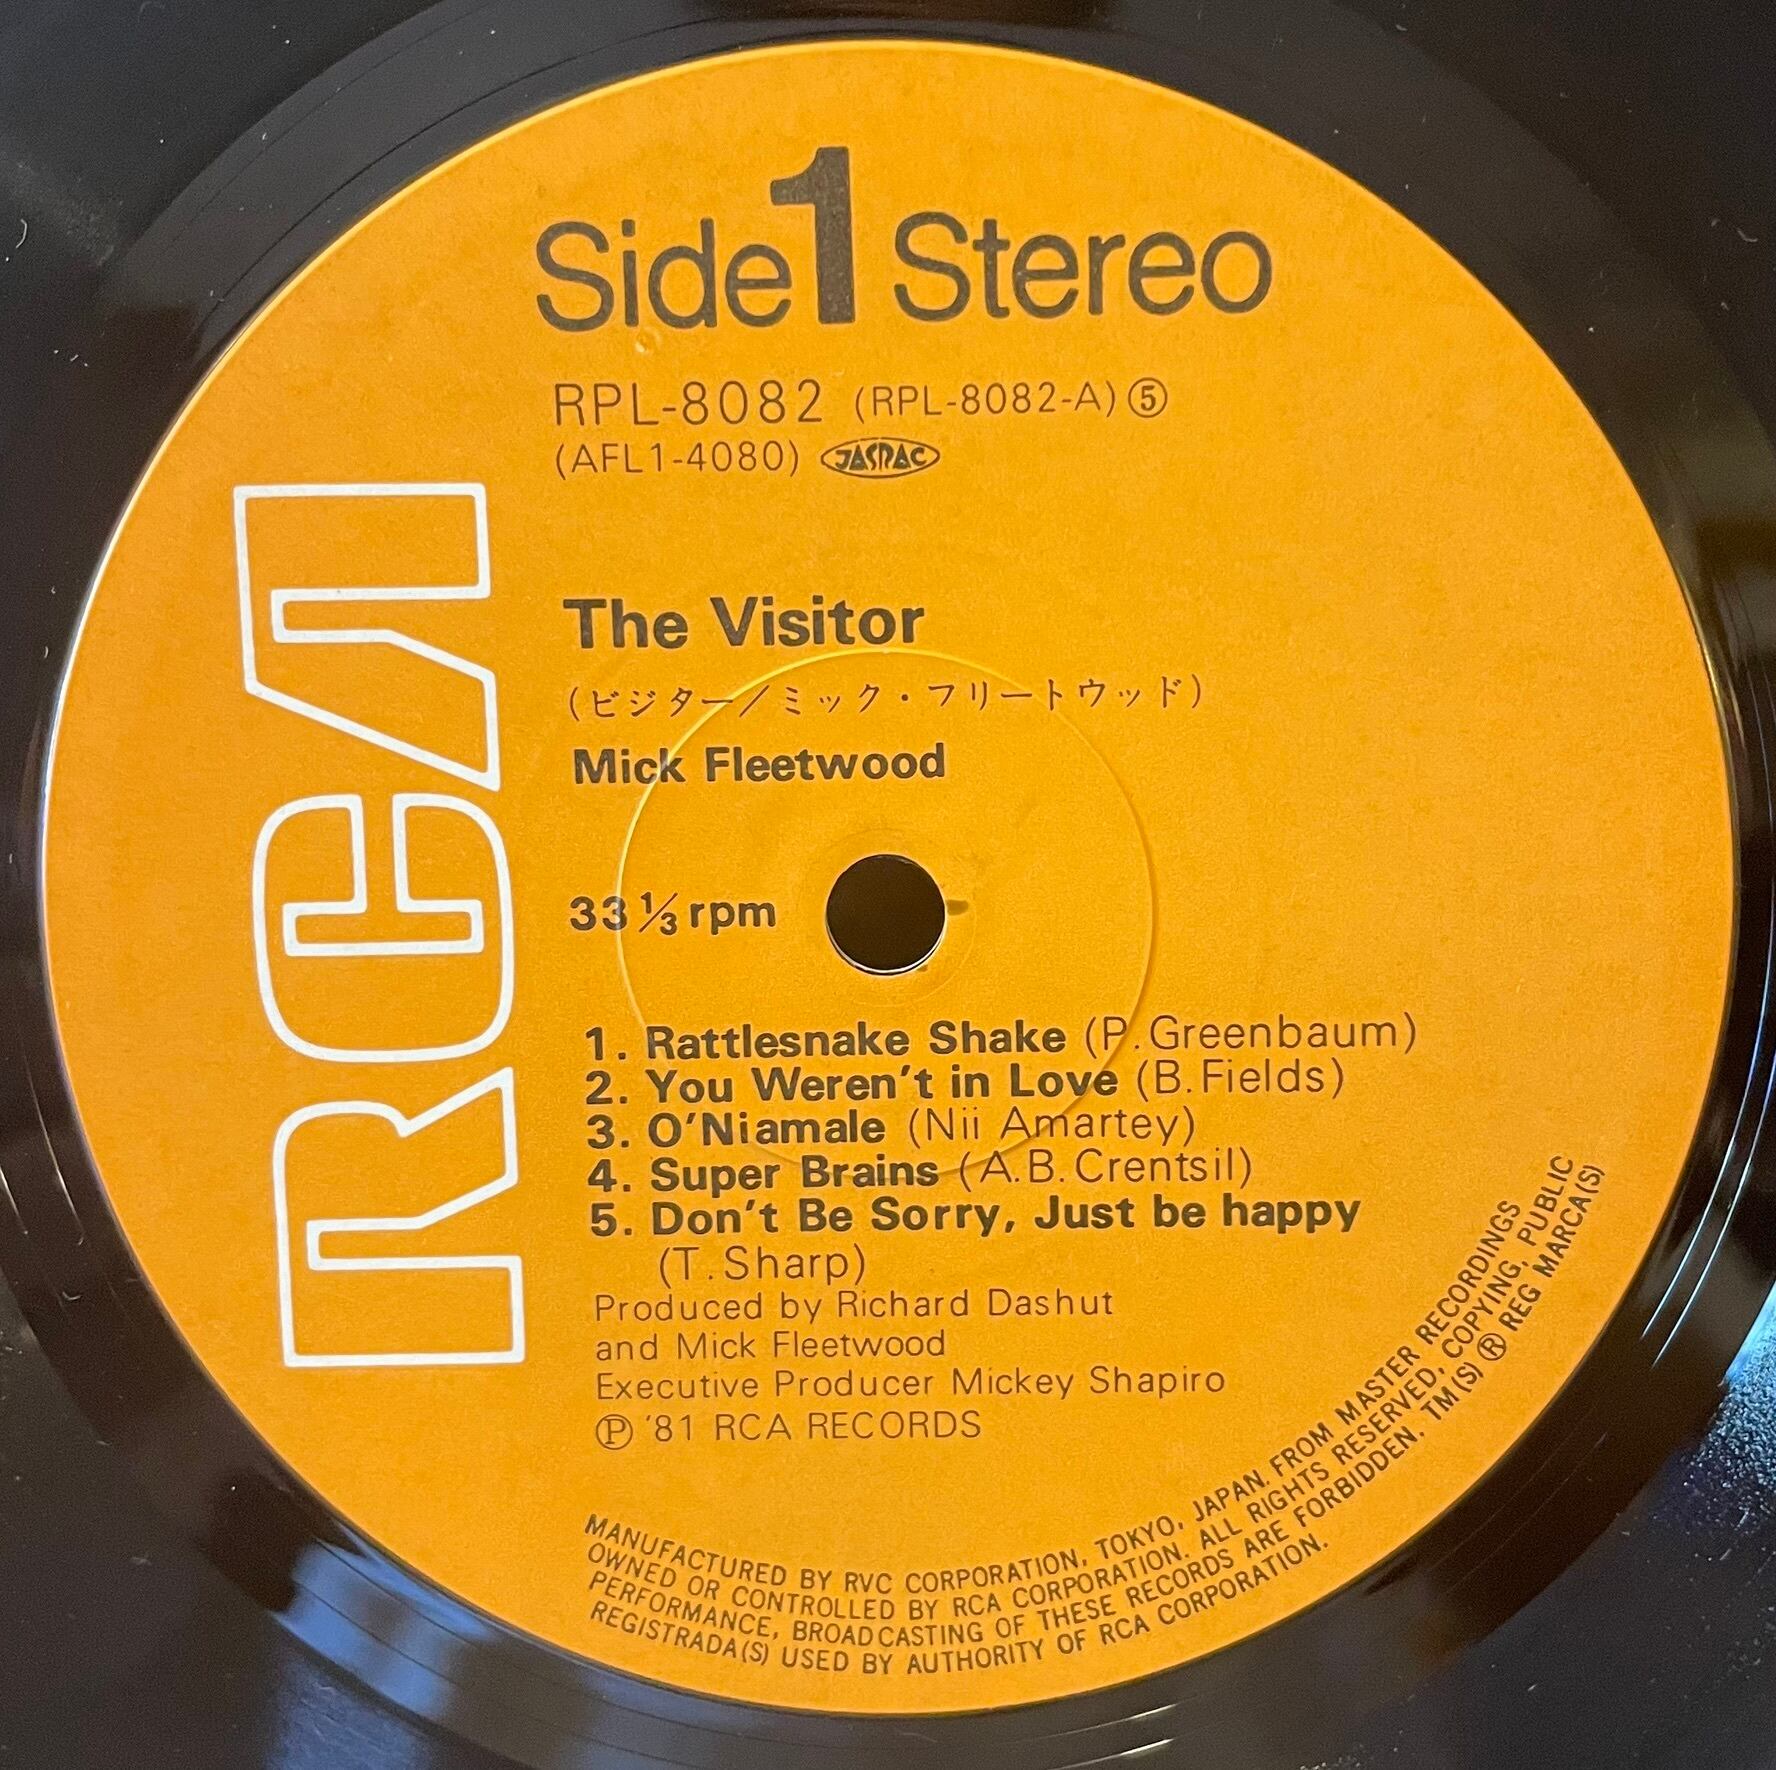 Side 1 Stereo
RPL-8082 (RPL-8082-A) ⑤
(AFL1-4080) JASRAC
RCA
The Visitor
(ビジター/ミック・フリートウッド)
Mick Fleetwood
33 1/3 rpm
1. Rattlesnake Shake (P. Greenbaum)
2. You Weren't in Love (B. Fields)
3. O'Niamale (Nii Amartey)
4. Super Brains (A.B. Crentsil)
5. Don't Be Sorry, Just be happy
(T. Sharp)
Produced by Richard Dashut
and Mick Fleetwood
Executive Producer Mickey Shapiro
Ⓟ '81 RCA RECORDS
MANUFACTURED BY RVC CORPORATION, TOKYO, JAPAN. FROM MASTER RECORDINGS
OWNED OR CONTROLLED BY RCA CORPORATION. ALL RIGHTS RESERVED, COPYING, PUBLIC
PERFORMANCE, BROADCASTING OF THESE RECORDS ARE FORBIDDEN. TM(S) ® REG MARCA(S)
REGISTRADA(S) USED BY AUTHORITY OF RCA CORPORATION.